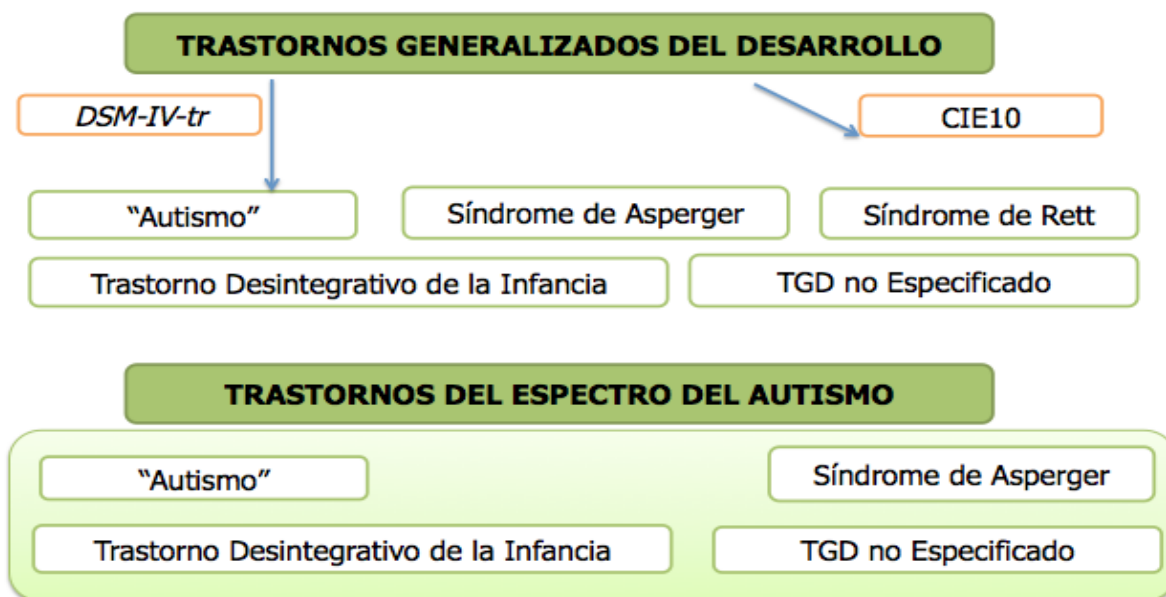 TRASTORNOS GENERALIZADOS DEL DESARROLLO
DSM-IV-tr
CIE10
“Autismo”
Síndrome de Asperger
Síndrome de Rett
Trastorno Desintegrativo de la Infancia
TGD no Especificado
TRASTORNOS DEL ESPECTRO DEL AUTISMO
“Autismo”
Síndrome de Asperger
Trastorno Desintegrativo de la Infancia
TGD no Especificado